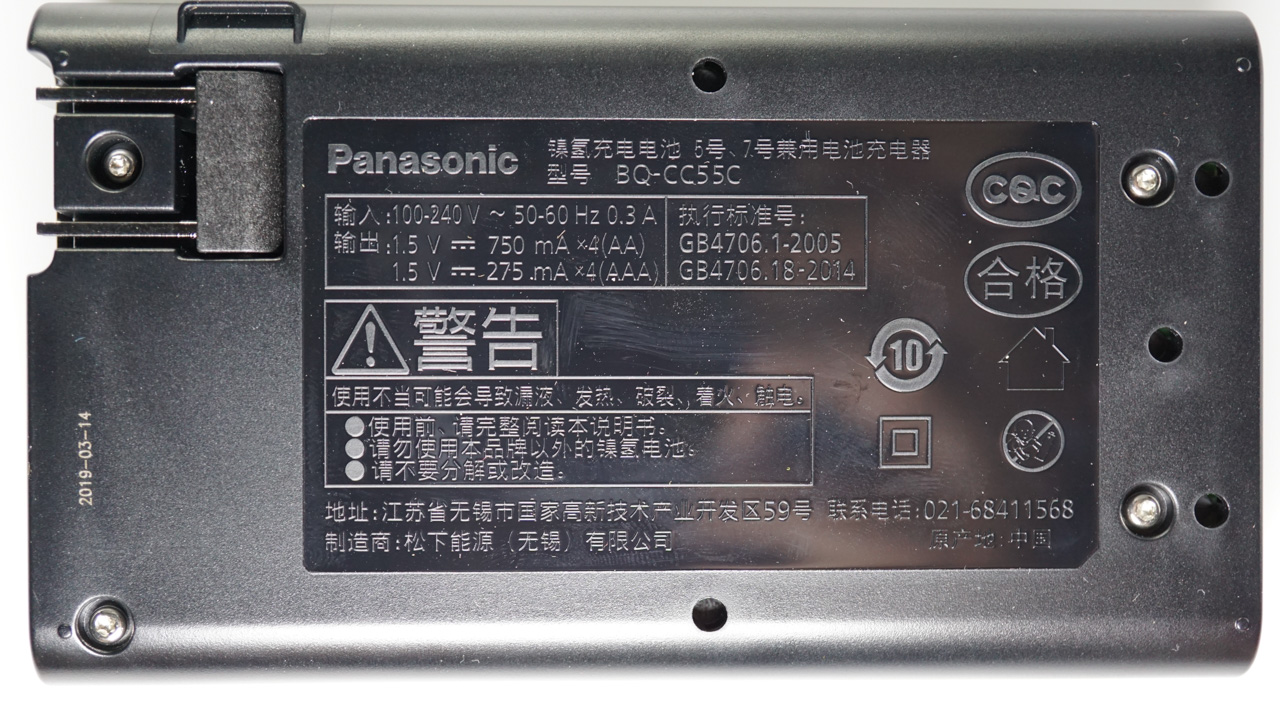 Panasonic
镍氢充电电池 5号、7号兼用电池充电器
型号 BQ-CC55C
输入:100-240 V ～ 50-60 Hz 0.3 A
输出:1.5 V ⎓ 750 mA ×4(AA)
1.5 V ⎓ 275 mA ×4(AAA)
执行标准号:
GB4706.1-2005
GB4706.18-2014
CQC
合格
警告
10
使用不当可能会导致漏液、发热、破裂、着火、触电。
●使用前、请完整阅读本说明书。
●请勿使用本品牌以外的镍氢电池。
●请不要分解或改造。
地址:江苏省无锡市国家高新技术产业开发区59号 联系电话:021-68411568
制造商:松下能源（无锡）有限公司
原产地:中国
2019-03-14